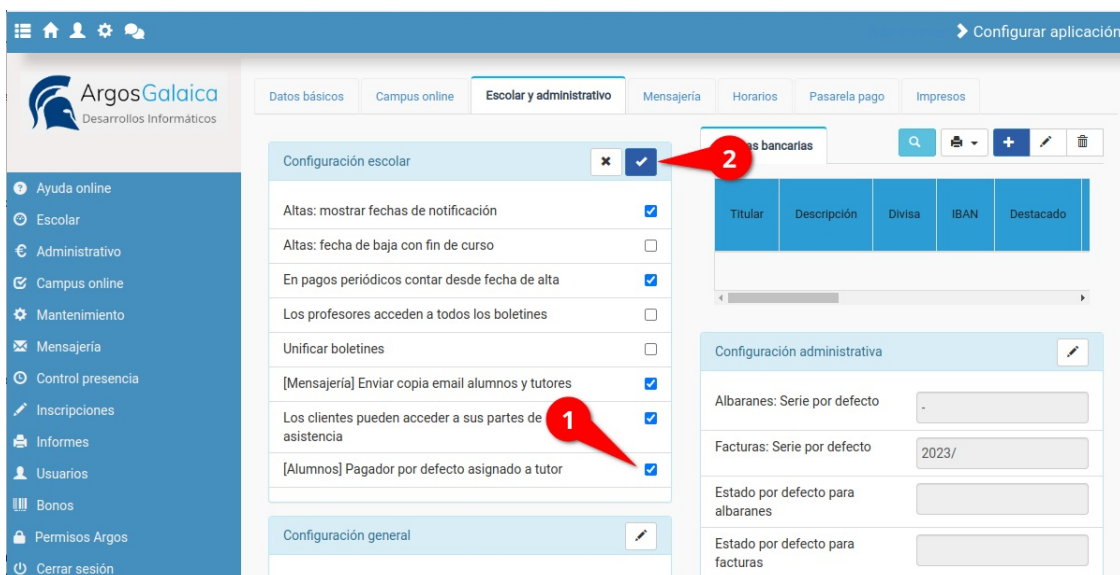 Configurar aplicación
ArgosGalaica
Desarrollos Informáticos
Ayuda online
Escolar
Administrativo
Campus online
Mantenimiento
Mensajería
Control presencia
Inscripciones
Informes
Usuarios
Bonos
Permisos Argos
Cerrar sesión
Datos básicos
Campus online
Escolar y administrativo
Mensajería
Horarios
Pasarela pago
Impresos
Configuración escolar
2
Altas: mostrar fechas de notificación
Altas: fecha de baja con fin de curso
En pagos periódicos contar desde fecha de alta
Los profesores acceden a todos los boletines
Unificar boletines
[Mensajería] Enviar copia email alumnos y tutores
Los clientes pueden acceder a sus partes de
asistencia
1
[Alumnos] Pagador por defecto asignado a tutor
Configuración general
bancarias
Titular
Descripción
Divisa
IBAN
Destacado
Configuración administrativa
Albaranes: Serie por defecto
-
Facturas: Serie por defecto
2023/
Estado por defecto para
albaranes
Estado por defecto para
facturas